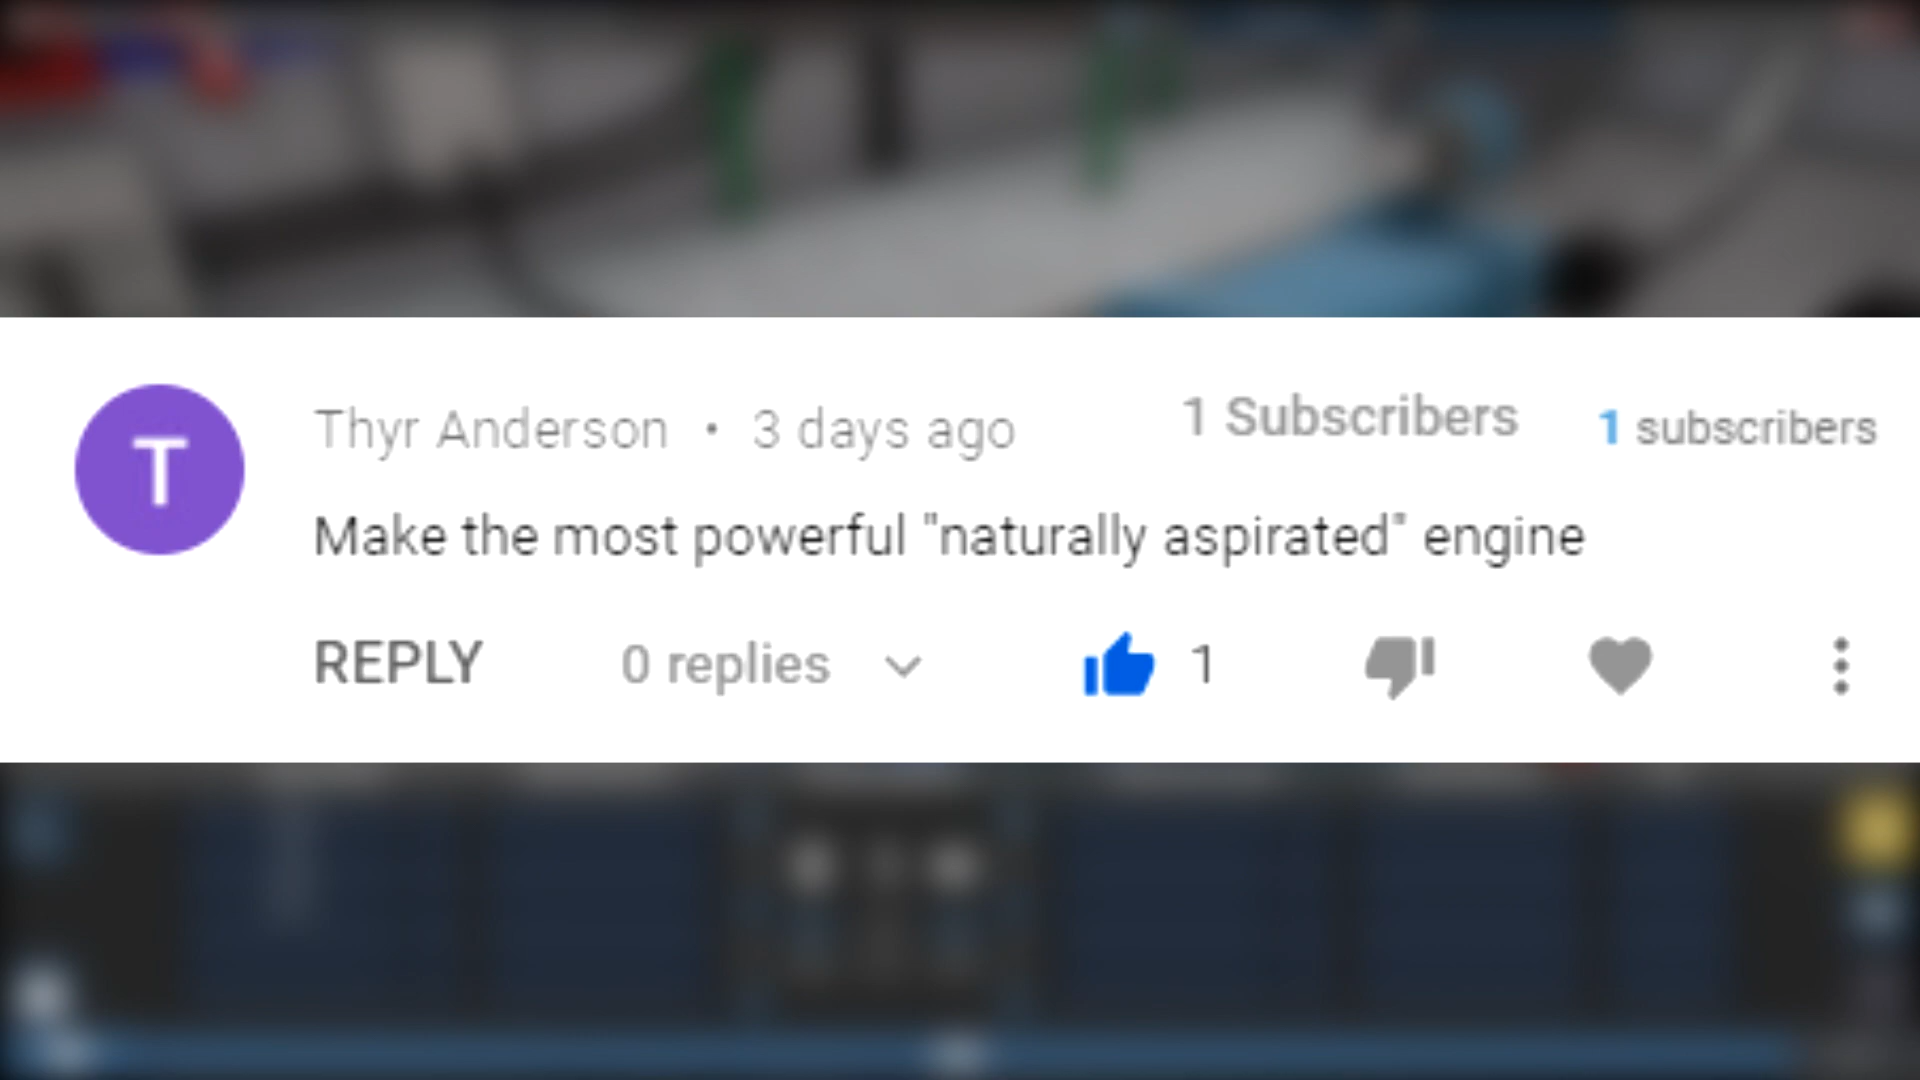 T
Thyr Anderson • 3 days ago 1 Subscribers 1 subscribers
Make the most powerful "naturally aspirated" engine
REPLY 0 replies 1